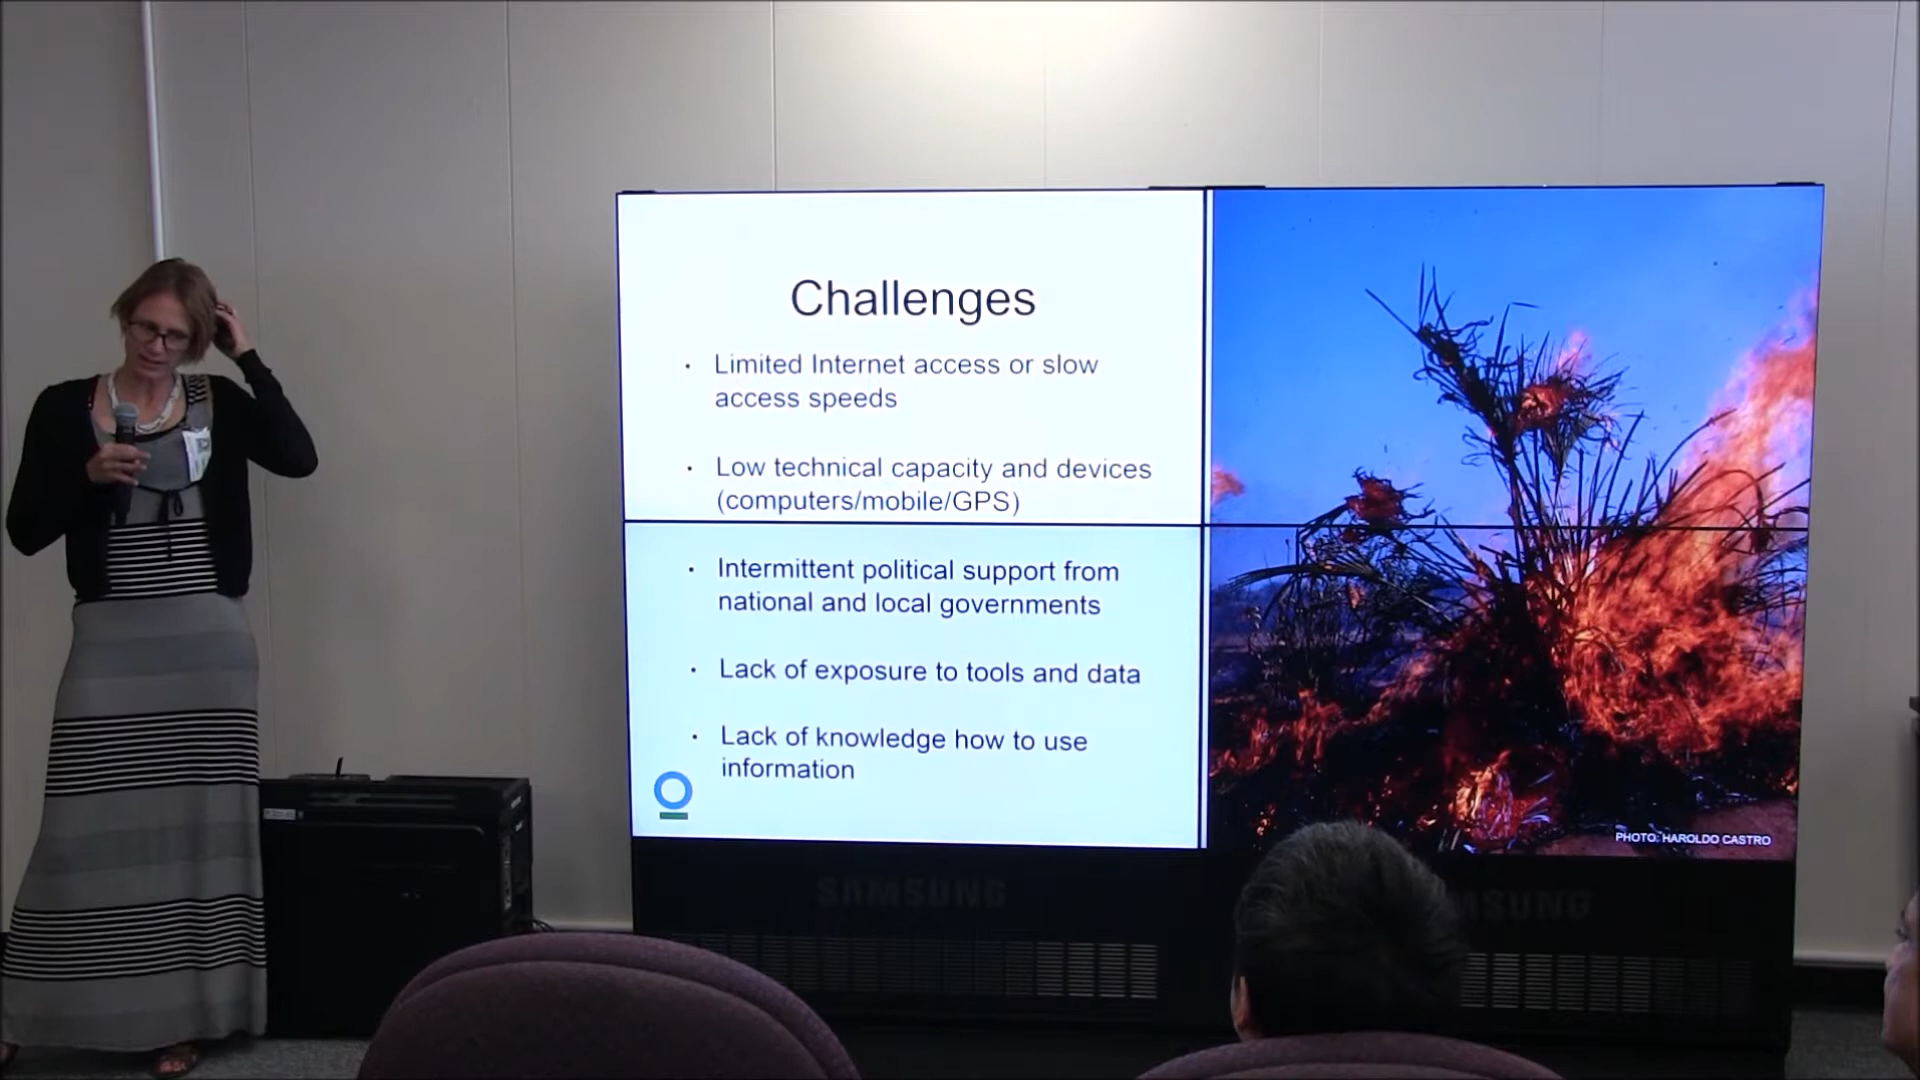 Challenges
Limited Internet access or slow
access speeds
Low technical capacity and devices
(computers/mobile/GPS)
Intermittent political support from
national and local governments
Lack of exposure to tools and data
Lack of knowledge how to use
information
PHOTO: HAROLDO CASTRO
SAMSUNG
MSUNG